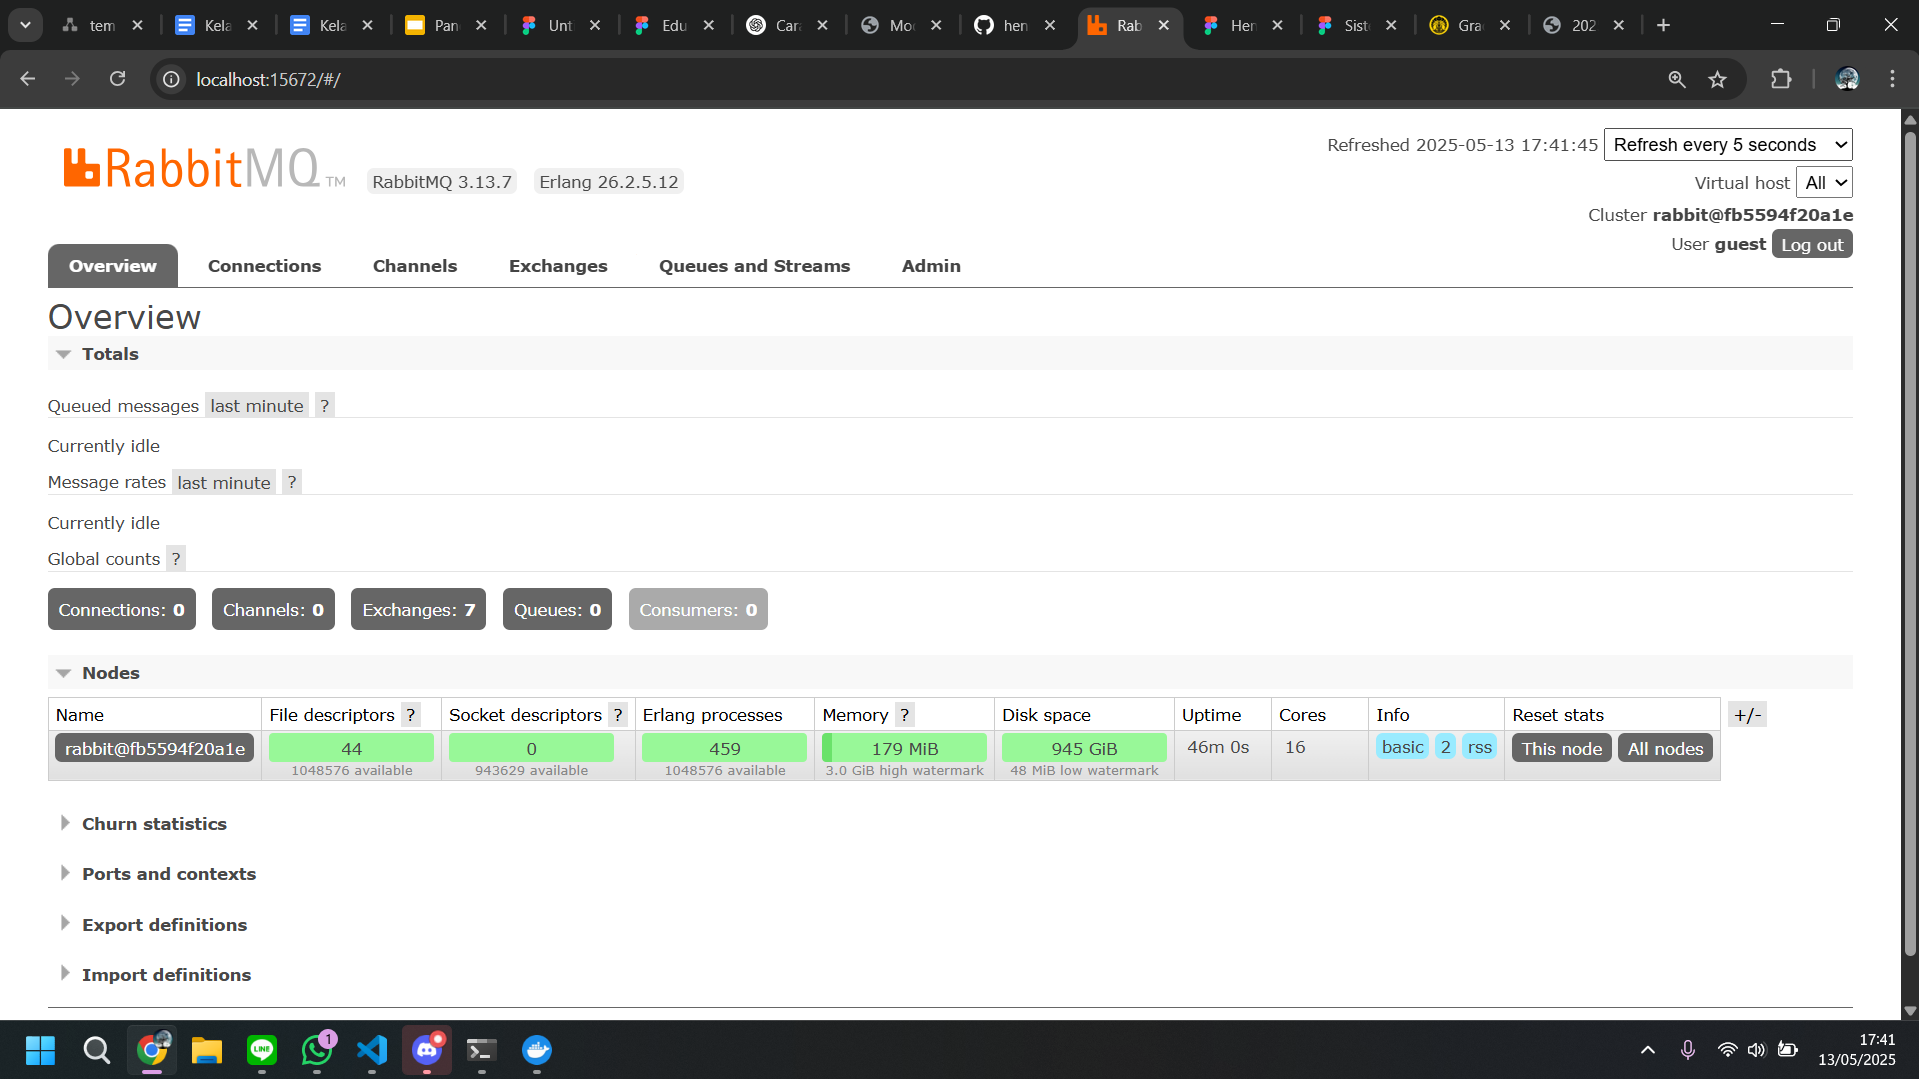 tem
Kela
Kela
Pan
Unt
Edu
Cara
Moc
hen
Rab
Hen
Sist
Gra
202
localhost:15672/#/
RabbitMQ TM
RabbitMQ 3.13.7
Erlang 26.2.5.12
Refreshed 2025-05-13 17:41:45 Refresh every 5 seconds
Virtual host All
Cluster rabbit@fb5594f20a1e
User guest Log out
Overview Connections Channels Exchanges Queues and Streams Admin
Overview
Totals
Queued messages last minute ?
Currently idle
Message rates last minute ?
Currently idle
Global counts ?
Connections: 0 Channels: 0 Exchanges: 7 Queues: 0 Consumers: 0
Nodes
Name File descriptors ? Socket descriptors ? Erlang processes Memory ? Disk space Uptime Cores Info Reset stats +/-
rabbit@fb5594f20a1e 44 0 459 179 MiB 945 GiB 46m 0s 16 basic 2 rss This node All nodes
1048576 available 943629 available 1048576 available 3.0 GiB high watermark 48 MiB low watermark
Churn statistics
Ports and contexts
Export definitions
Import definitions
LINE
1
17:41
13/05/2025